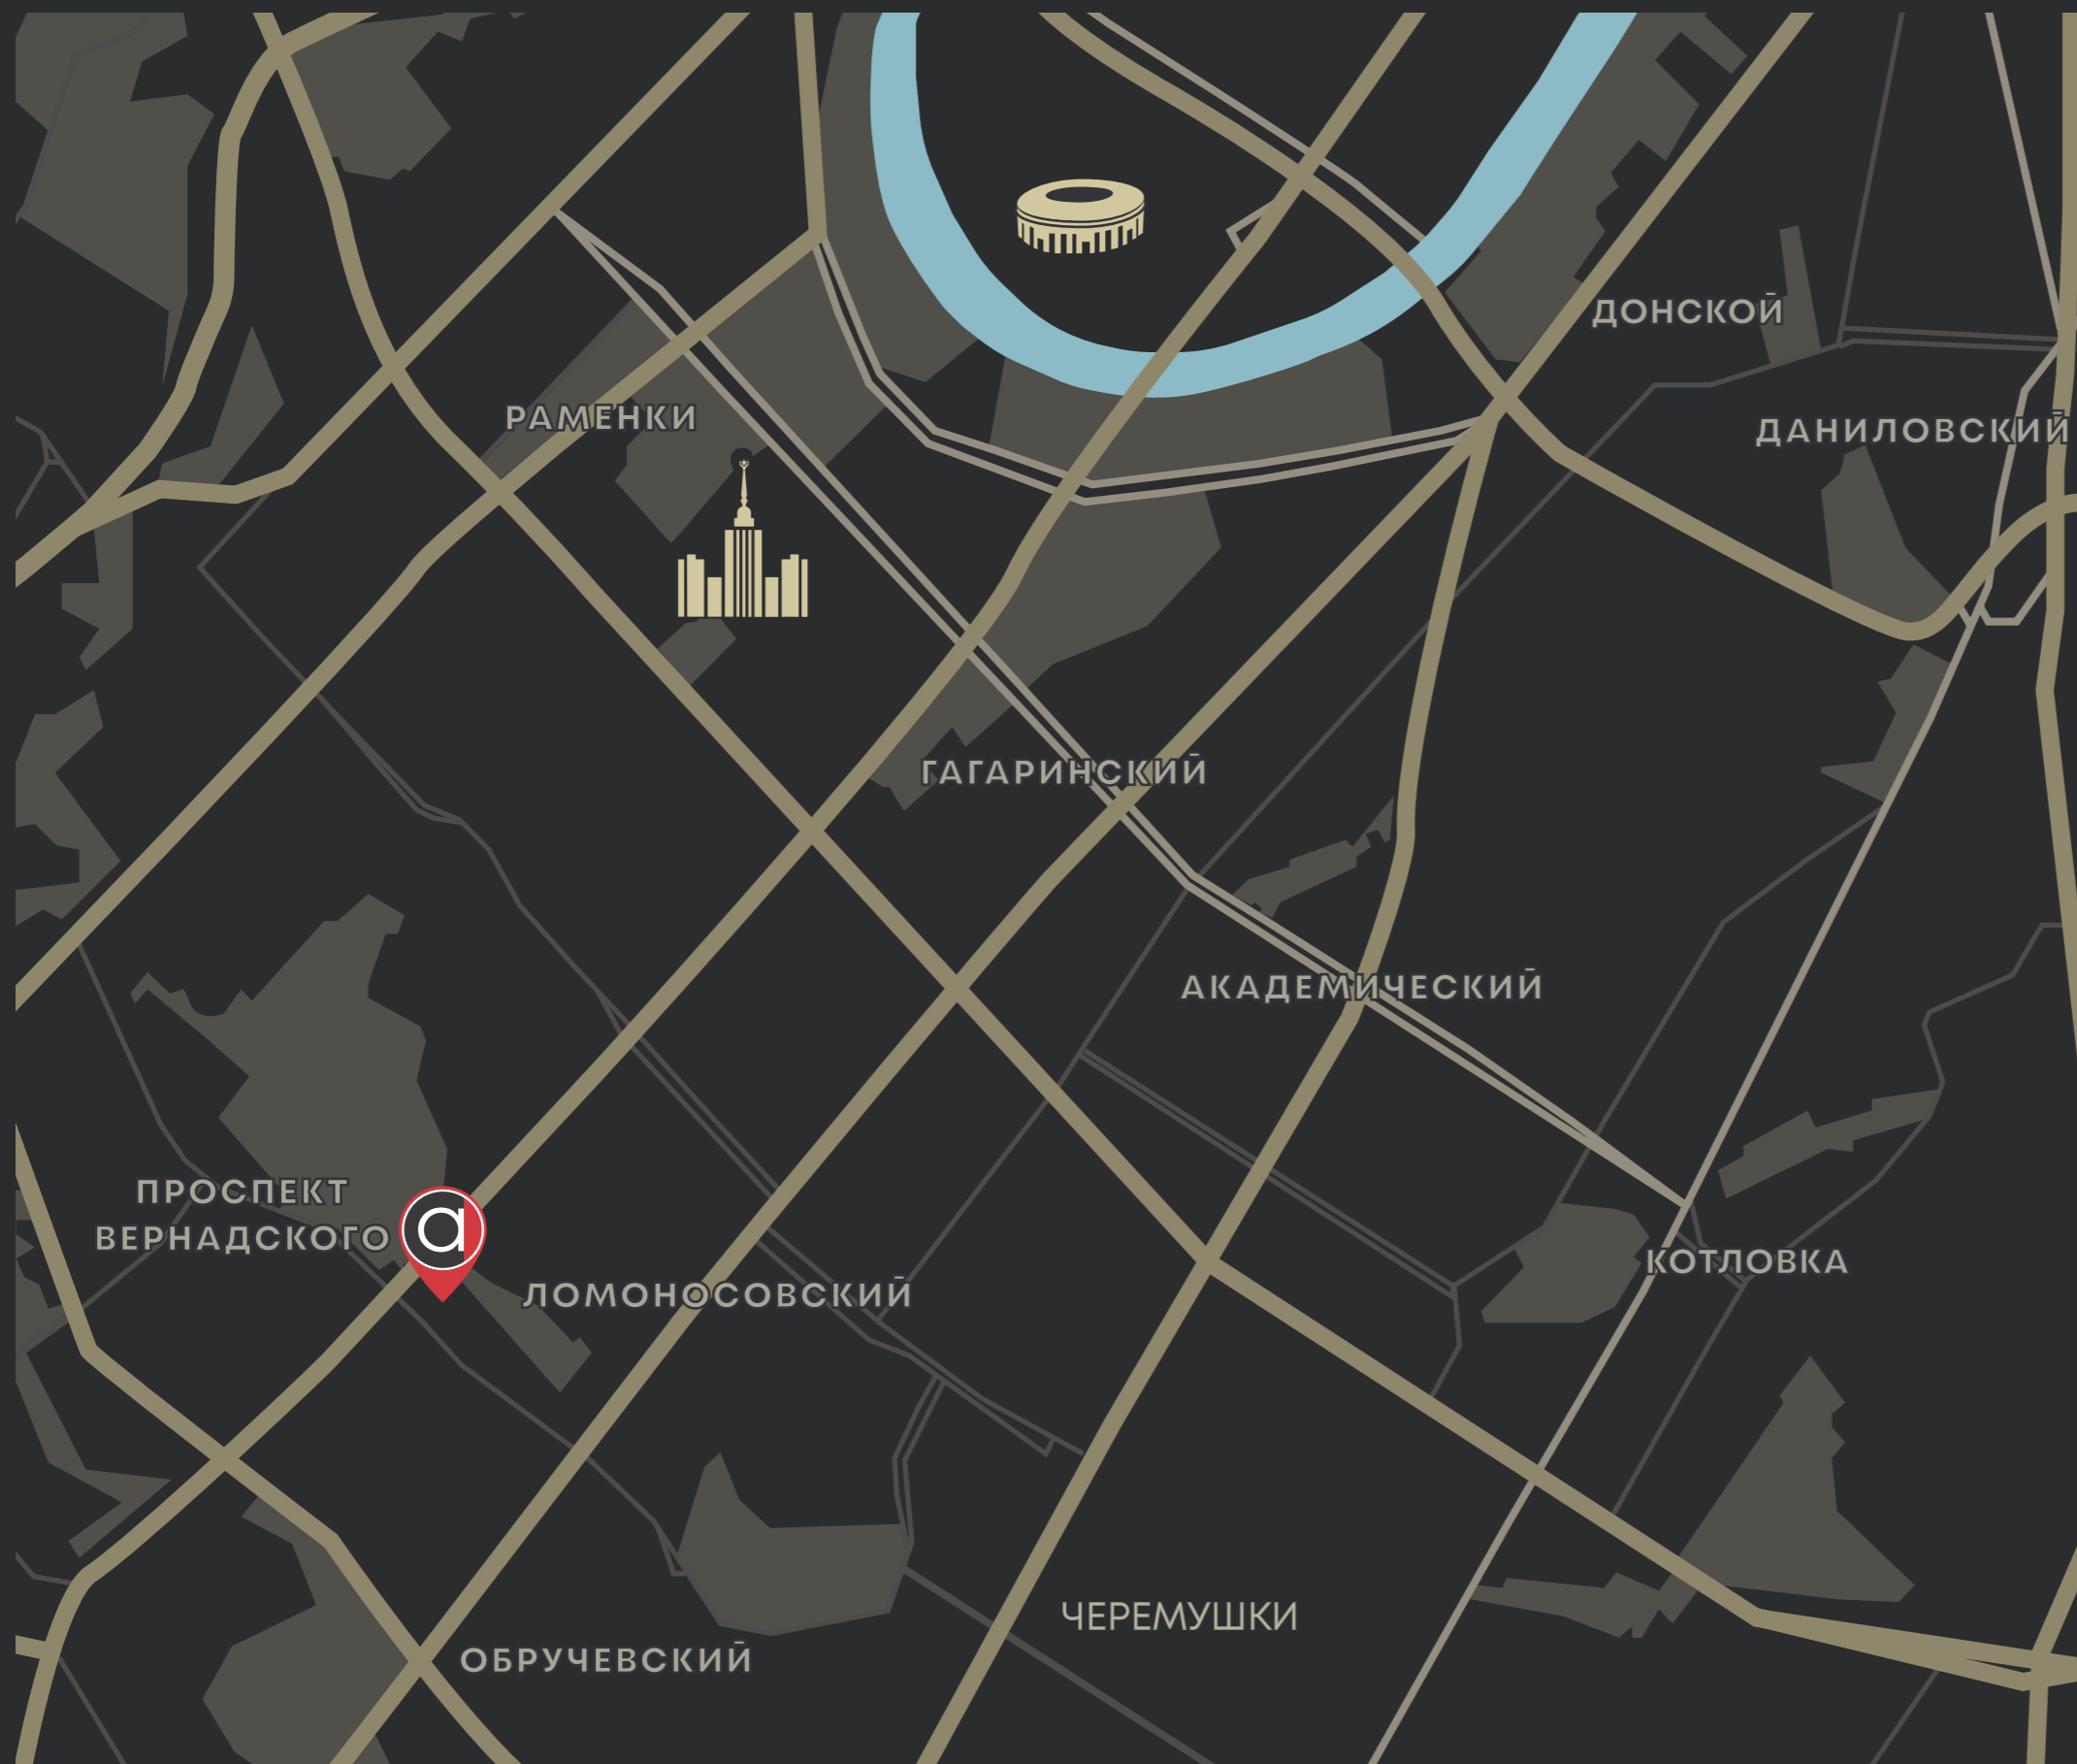 ДОНСКОЙ
РАМЕНКИ
ДАНИЛОВСКИЙ
ГАГАРИНСКИЙ
АКАДЕМИЧЕСКИЙ
ПРОСПЕКТ
ВЕРНАДСКОГО
a
КОТЛОВКА
ЛОМОНОСОВСКИЙ
ЧЕРЕМУШКИ
ОБРУЧЕВСКИЙ